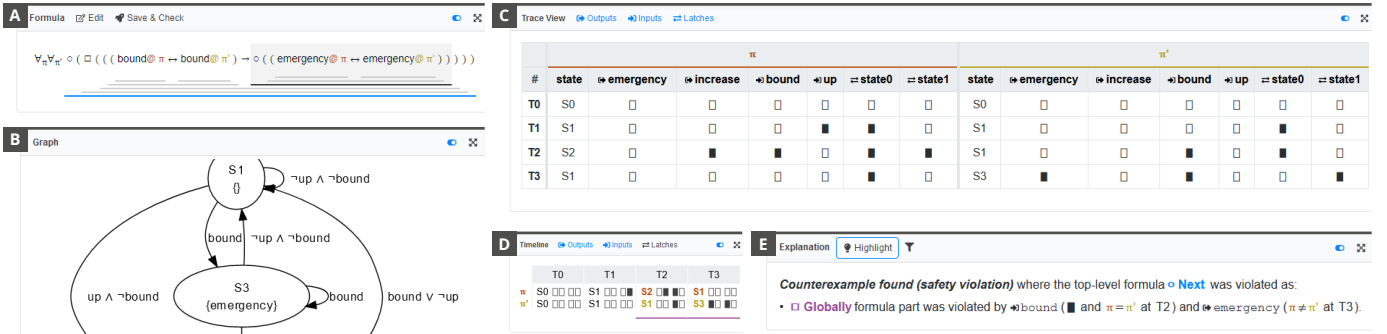 A Formula Edit Save & Check
∀π∀π' ○ ( □ ( ( ( bound@ π ↔ bound@ π' ) → ○ ( ( emergency@ π ↔ emergency@ π' ) ) ) ) )
B Graph
S1
{}
¬up ∧ ¬bound
bound
¬up ∧ ¬bound
S3
{emergency}
bound
up ∧ ¬bound
bound ∨ ¬up
C Trace View Outputs Inputs Latches
π π'
# state emergency increase bound up state0 state1 state emergency increase bound up state0 state1
T0 S0 □ □ □ □ □ □ S0 □ □ □ □ □ □
T1 S1 □ □ □ ■ ■ □ S1 □ □ □ □ ■ □
T2 S2 □ ■ ■ □ ■ ■ S1 □ □ ■ □ ■ □
T3 S1 □ □ □ □ ■ □ S3 ■ □ ■ □ □ ■
D Timeline Outputs Inputs Latches
T0 T1 T2 T3
π S0 □□ □□ S1 □□ □■ S2 □■ ■□ S1 □□ □□
π' S0 □□ □□ S1 □□ □□ S1 □□ ■□ S3 ■□ ■□
E Explanation Highlight
Counterexample found (safety violation) where the top-level formula ○ Next was violated as:
• □ Globally formula part was violated by bound (■ and π=π' at T2) and emergency (π≠π' at T3).